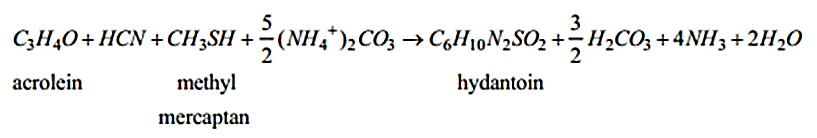 C₃H₄O + HCN + CH₃SH + 5/2 (NH₄⁺)₂CO₃ → C₆H₁₀N₂SO₂ + 3/2 H₂CO₃ + 4NH₃ + 2H₂O
acrolein methyl hydantoin
mercaptan